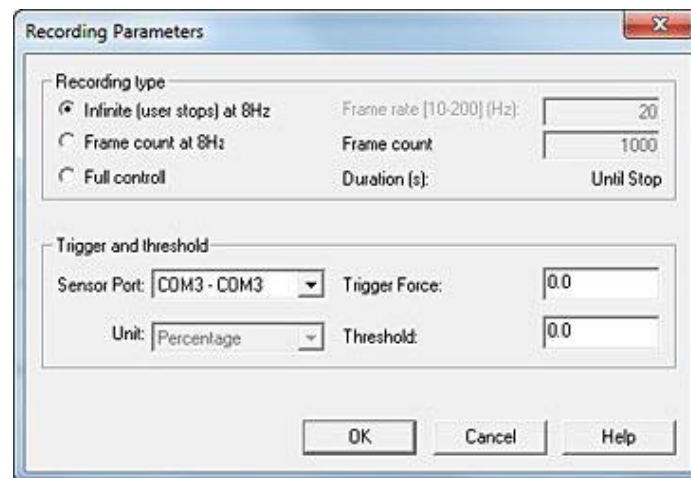 Recording Parameters
Recording type
Infinite (user stops) at 8Hz Frame rate [10-200] (Hz): 20
Frame count at 8Hz Frame count 1000
Full controll Duration (s): Until Stop
Trigger and threshold
Sensor Port: COM3 - COM3 Trigger Force: 0.0
Unit: Percentage Threshold: 0.0
OK Cancel Help